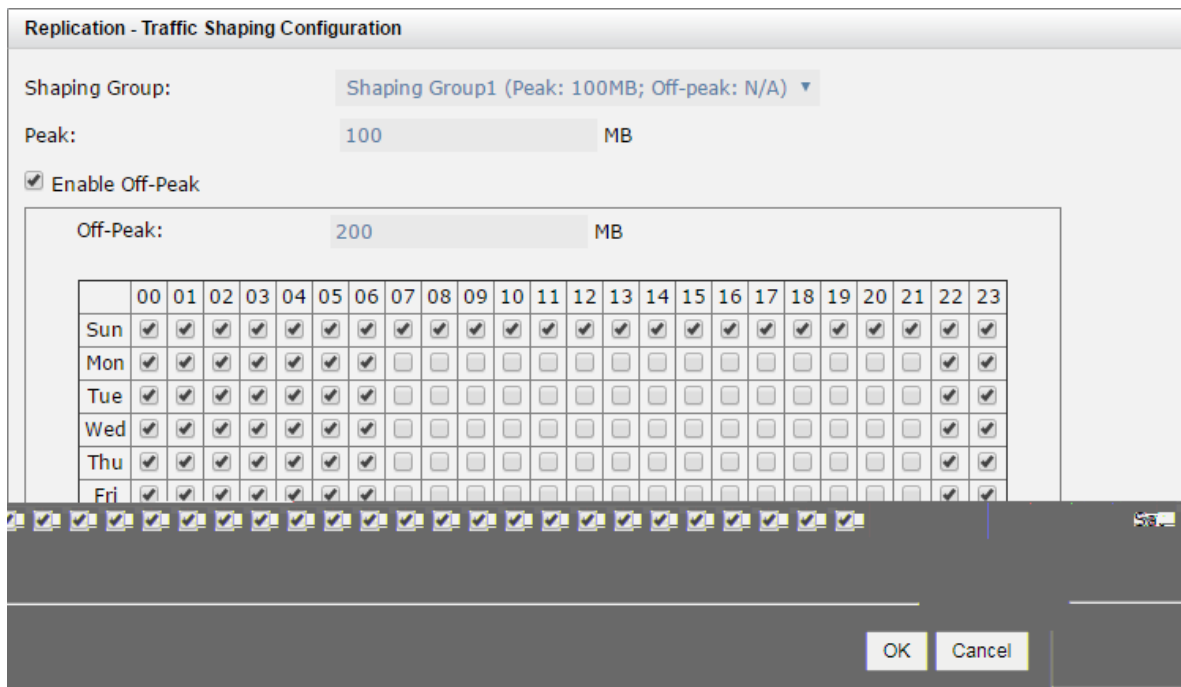 Replication - Traffic Shaping Configuration
Shaping Group: Shaping Group1 (Peak: 100MB; Off-peak: N/A)
Peak: 100 MB
Enable Off-Peak
Off-Peak: 200 MB
00 01 02 03 04 05 06 07 08 09 10 11 12 13 14 15 16 17 18 19 20 21 22 23
Sun
Mon
Tue
Wed
Thu
Fri
OK Cancel